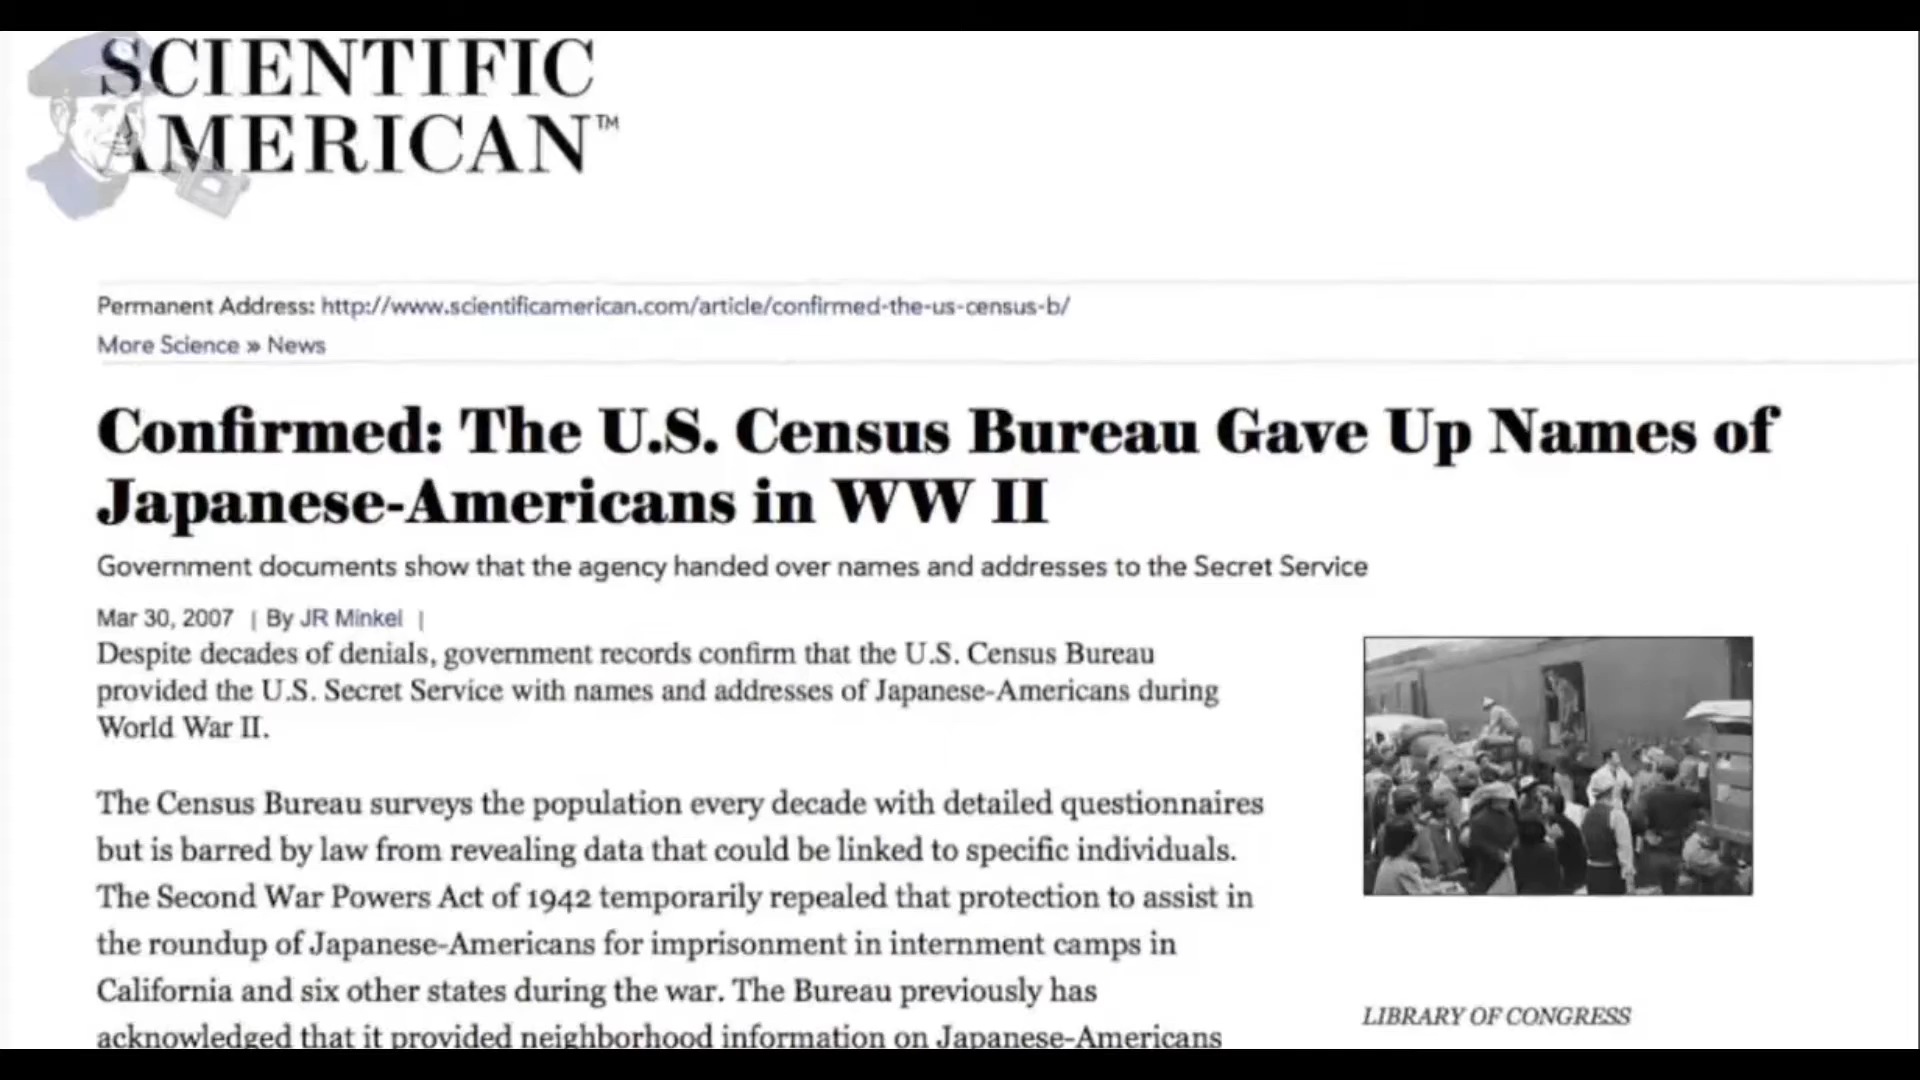 SCIENTIFIC
AMERICAN™
Permanent Address: http://www.scientificamerican.com/article/confirmed-the-us-census-b/
More Science » News
Confirmed: The U.S. Census Bureau Gave Up Names of
Japanese-Americans in WW II
Government documents show that the agency handed over names and addresses to the Secret Service
Mar 30, 2007 | By JR Minkel |
Despite decades of denials, government records confirm that the U.S. Census Bureau
provided the U.S. Secret Service with names and addresses of Japanese-Americans during
World War II.
The Census Bureau surveys the population every decade with detailed questionnaires
but is barred by law from revealing data that could be linked to specific individuals.
The Second War Powers Act of 1942 temporarily repealed that protection to assist in
the roundup of Japanese-Americans for imprisonment in internment camps in
California and six other states during the war. The Bureau previously has
acknowledged that it provided neighborhood information on Japanese-Americans
LIBRARY OF CONGRESS